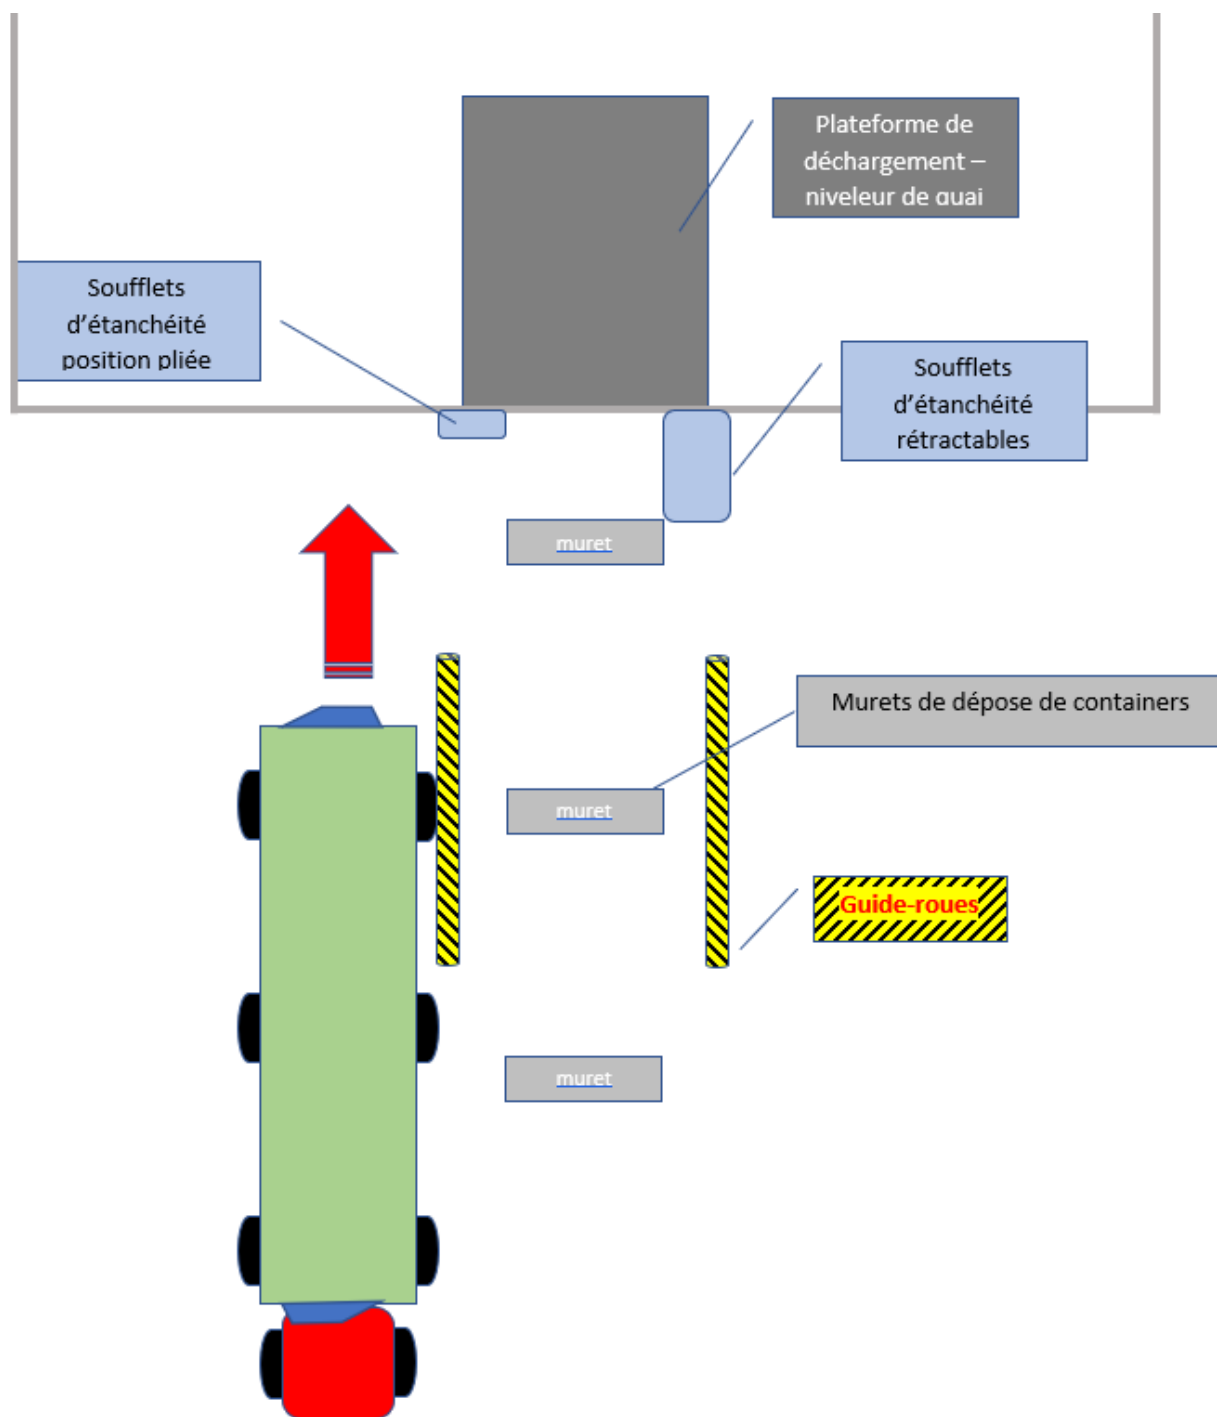 Plateforme de
déchargement –
niveleur de quai
Soufflets
d’étanchéité
position pliée
Soufflets
d’étanchéité
rétractables
muret
Murets de dépose de containers
muret
Guide-roues
muret